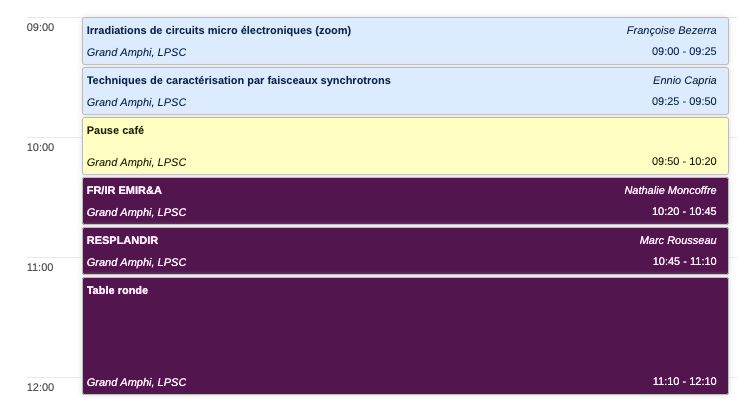 09:00
Irradiations de circuits micro électroniques (zoom) Françoise Bezerra
Grand Amphi, LPSC 09:00 - 09:25
Techniques de caractérisation par faisceaux synchrotrons Ennio Capria
Grand Amphi, LPSC 09:25 - 09:50
Pause café
10:00
Grand Amphi, LPSC 09:50 - 10:20
FR/IR EMIR&A Nathalie Moncoffre
Grand Amphi, LPSC 10:20 - 10:45
RESPLANDIR Marc Rousseau
Grand Amphi, LPSC 10:45 - 11:10
11:00
Table ronde
Grand Amphi, LPSC 11:10 - 12:10
12:00